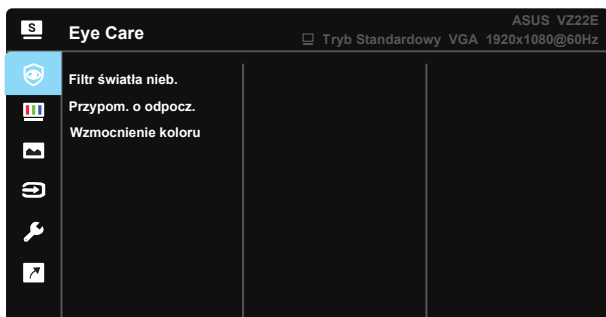 S
Eye Care
ASUS VZ22E
Tryb Standardowy VGA 1920x1080@60Hz
Filtr światła nieb.
Przypom. o odpocz.
Wzmocnienie koloru